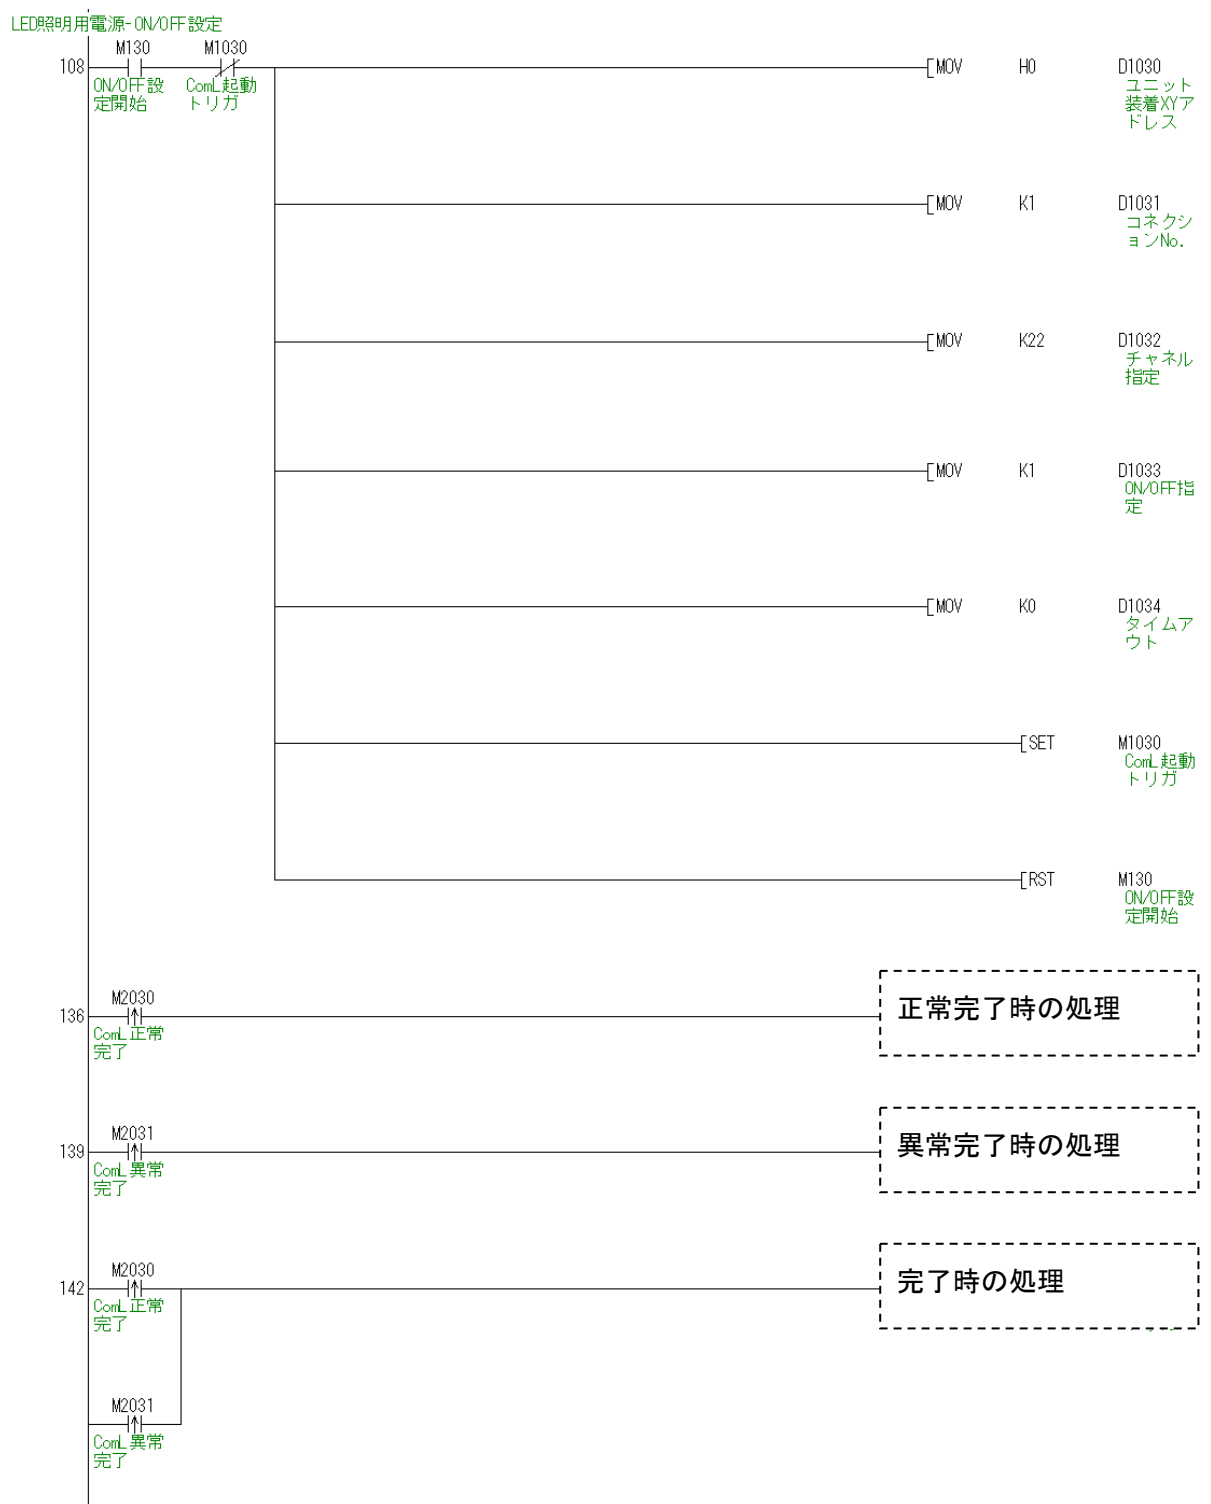 LED照明用電源-ON/OFF設定
M130 M1030
108 [MOV H0 D1030
ON/OFF設 ComL起動 ユニット
定開始 トリガ 装着XYア
ドレス
[MOV K1 D1031
コネクシ
ョンNo.
[MOV K22 D1032
チャネル
指定
[MOV K1 D1033
ON/OFF指
定
[MOV K0 D1034
タイムア
ウト
[SET M1030
ComL起動
トリガ
[RST M130
ON/OFF設
定開始
M2030
136 正常完了時の処理
ComL正常
完了
M2031
139 異常完了時の処理
ComL異常
完了
M2030
142 完了時の処理
ComL正常
完了
M2031
ComL異常
完了